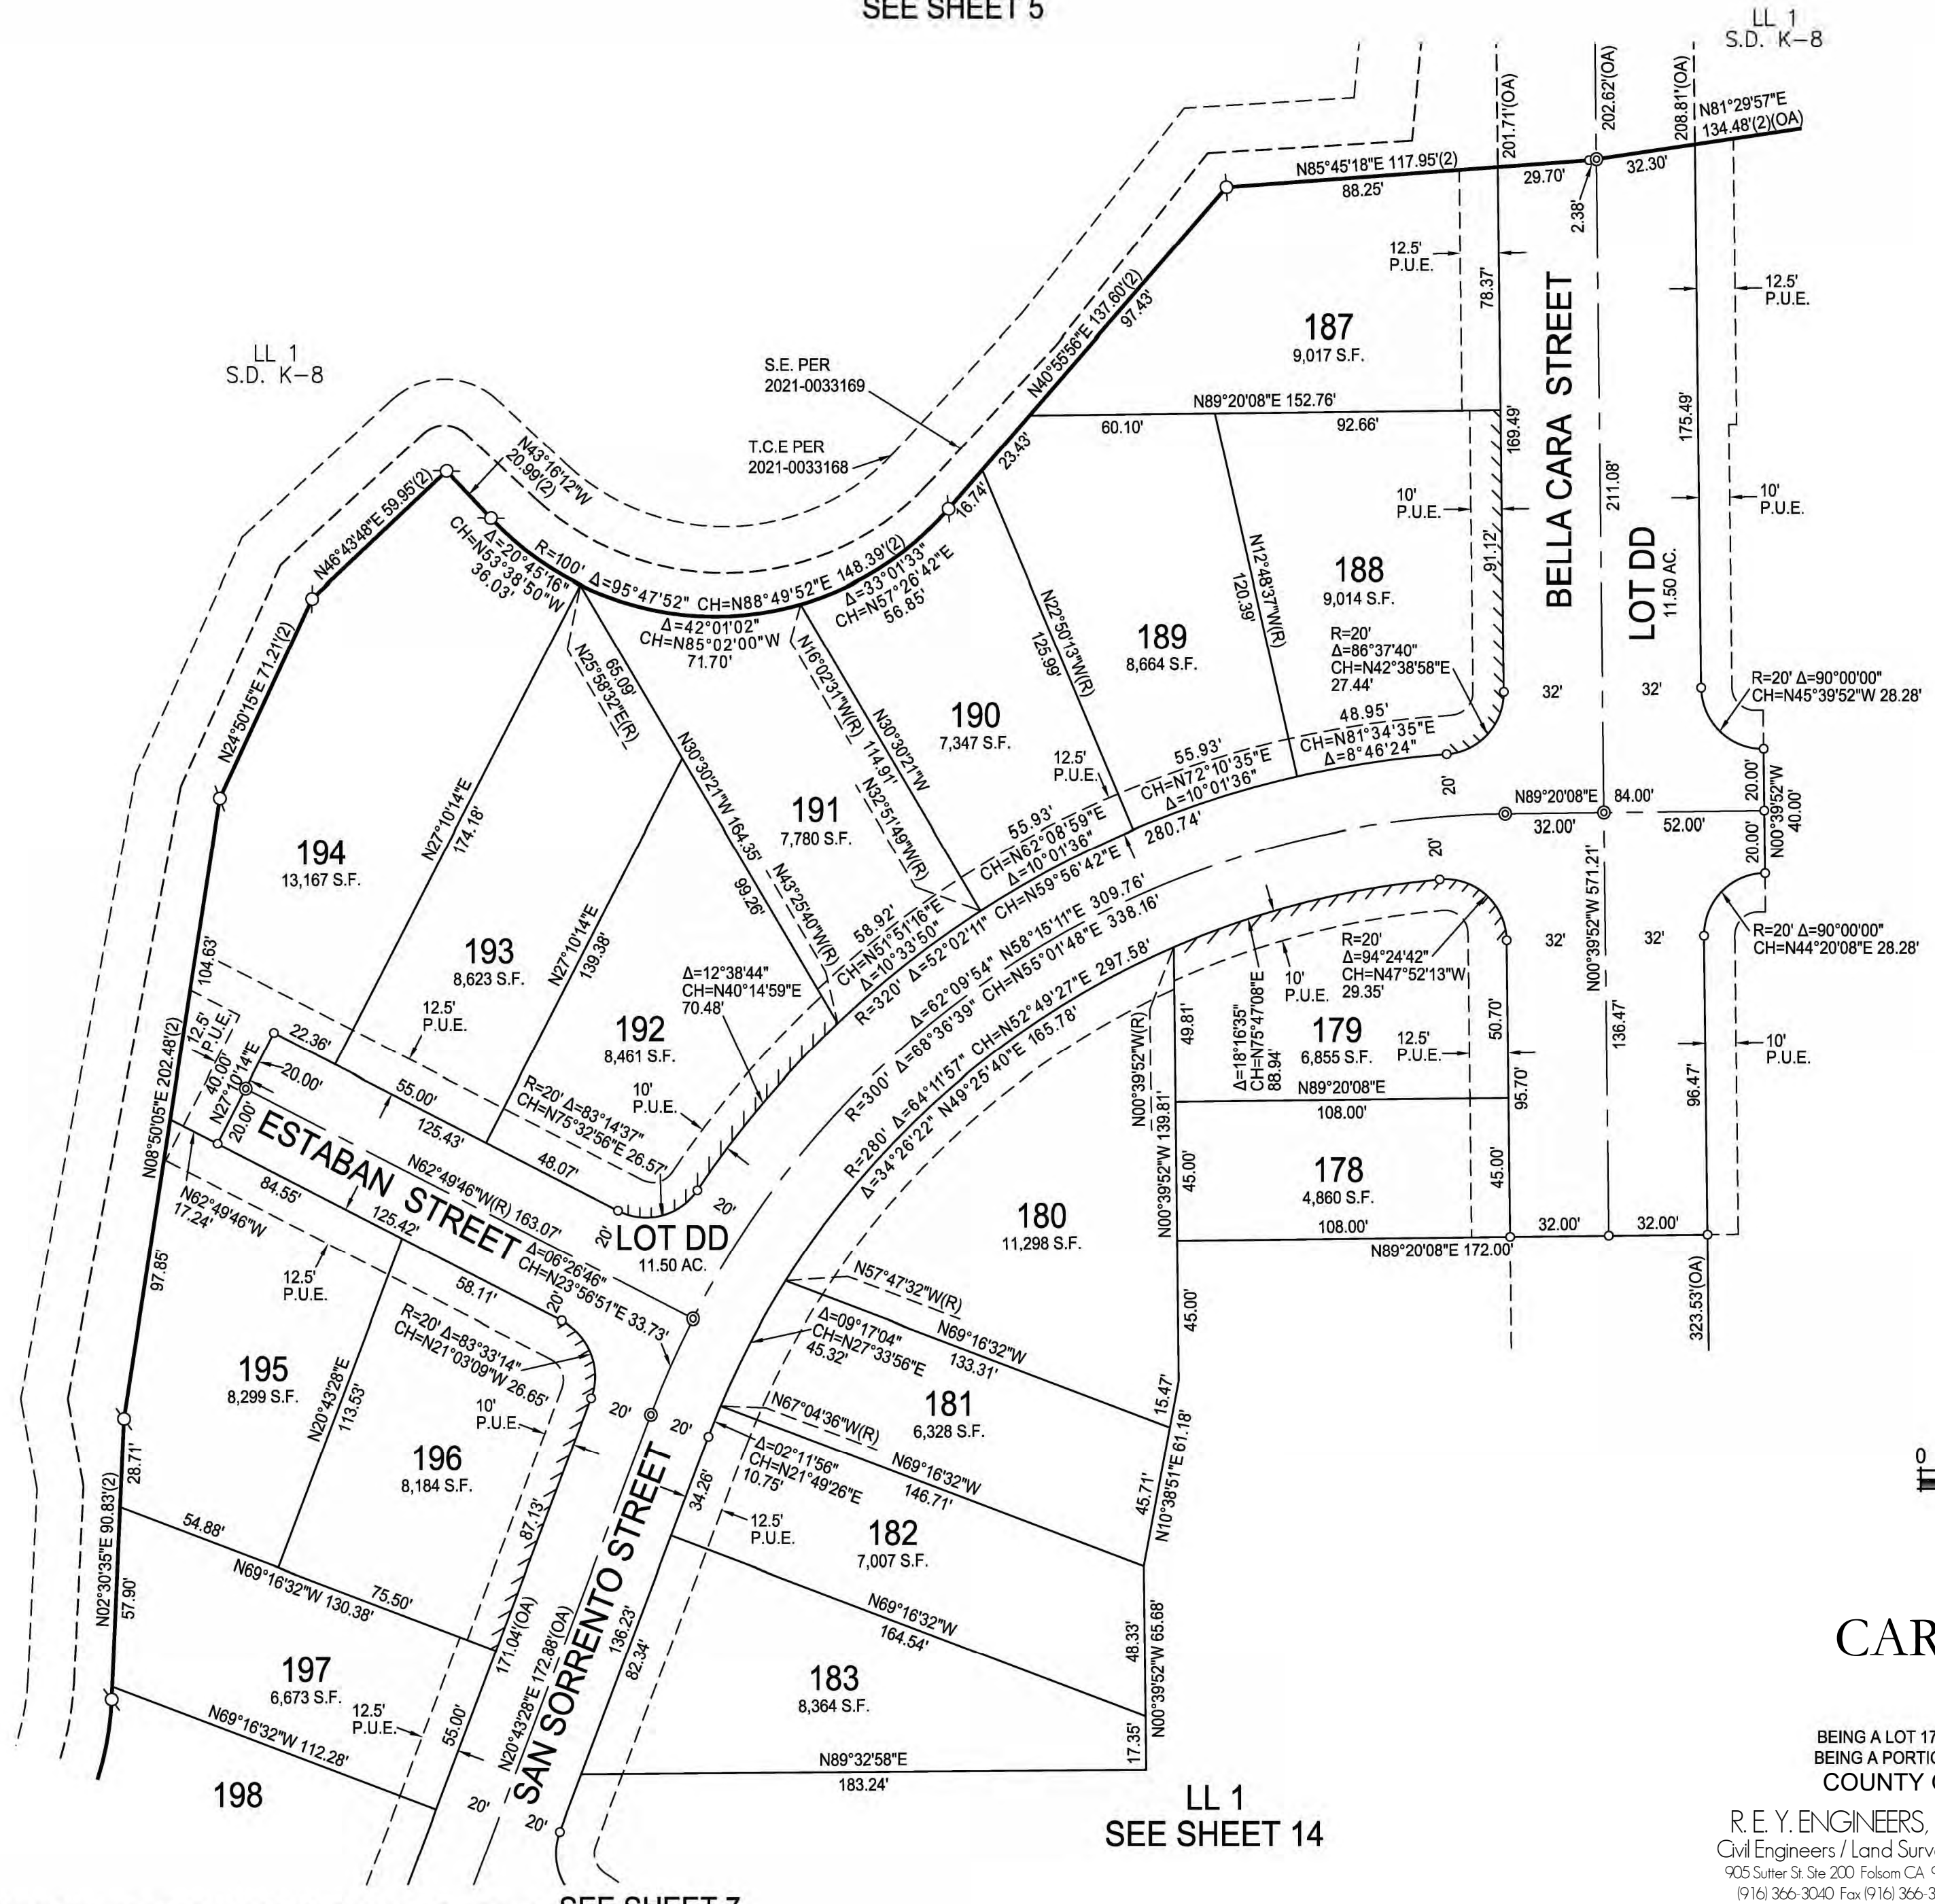 SEE SHEET 5
LL 1
S.D. K-8
201.71'(OA)
202.62'(OA)
208.81'(OA)
N81°29'57"E
134.48'(2)(OA)
N85°45'18"E 117.95'(2)
88.25'
29.70'
32.30'
2.38'
12.5'
P.U.E.
78.37'
187
9,017 S.F.
BELLA CARA STREET
12.5'
P.U.E.
N40°55'56"E 137.60'(2)
97.43'
LL 1
S.D. K-8
S.E. PER
2021-0033169
T.C.E PER
2021-0033168
N89°20'08"E 152.76'
60.10'
92.66'
23.43'
16.74'
169.49'
211.08'
175.49'
10'
P.U.E.
10'
P.U.E.
91.12'
LOT DD
11.50 AC.
N43°16'12"W
20.99'(2)
N46°43'48"E 59.95'(2)
Δ=20°45'16"
CH=N53°38'50"W
36.03'
R=100' Δ=95°47'52" CH=N88°49'52"E 148.39'(2)
Δ=33°01'33"
CH=N57°26'42"E
56.85'
Δ=42°01'02"
CH=N85°02'00"W
71.70'
N12°48'37"W(R)
120.39'
188
9,014 S.F.
N22°50'13"W(R)
125.99'
189
8,664 S.F.
R=20'
Δ=86°37'40"
CH=N42°38'58"E
27.44'
32'
32'
R=20' Δ=90°00'00"
CH=N45°39'52"W 28.28'
N24°50'15"E 71.21'(2)
65.09'
N25°58'32"E(R)
N16°02'31"W(R)
114.91'
N30°30'21"W
190
7,347 S.F.
48.95'
CH=N81°34'35"E
Δ=8°46'24"
55.93'
CH=N72°10'35"E
Δ=10°01'36"
12.5'
P.U.E.
N30°30'21"W 164.35'
99.26'
191
7,780 S.F.
N32°51'49"W(R)
55.93'
CH=N62°08'59"E
Δ=10°01'36"
20'
N89°20'08"E 84.00'
32.00'
52.00'
20.00'
20.00'
N00°39'52"W
40.00'
194
13,167 S.F.
N27°10'14"E
174.18'
N43°25'40"W(R)
58.92'
CH=N51°51'16"E
Δ=10°33'50"
R=320' Δ=52°02'11" CH=N59°56'42"E 280.74'
20'
N00°39'52"W 571.21'
193
8,623 S.F.
N27°10'14"E
139.38'
Δ=12°38'44"
CH=N40°14'59"E
70.48'
Δ=62°09'54" N58°15'11"E 309.76'
R=300' Δ=68°36'39" CH=N55°01'48"E 338.16'
R=280' Δ=64°11'57" CH=N52°49'27"E 297.58'
Δ=34°26'22" N49°25'40"E 165.78'
10'
P.U.E.
R=20'
Δ=94°24'42"
CH=N47°52'13"W
29.35'
32'
32'
R=20' Δ=90°00'00"
CH=N44°20'08"E 28.28'
104.63'
12.5'
P.U.E.
192
8,461 S.F.
12.5'
P.U.E.
22.36'
20.00'
40.00'
N27°10'14"E
20.00'
55.00'
125.43'
48.07'
R=20' Δ=83°14'37"
CH=N75°32'56"E 26.57'
10'
P.U.E.
N00°39'52"W(R)
49.81'
Δ=18°16'35"
CH=N75°47'08"E
88.94'
179
6,855 S.F.
12.5'
P.U.E.
50.70'
136.47'
10'
P.U.E.
N89°20'08"E
108.00'
95.70'
96.47'
N08°50'05"E 202.48'(2)
ESTABAN STREET
N62°49'46"W(R) 163.07'
84.55'
125.42'
N62°49'46"W
17.24'
20'
20'
LOT DD
11.50 AC.
N00°39'52"W 139.81'
45.00'
178
4,860 S.F.
45.00'
108.00'
32.00'
32.00'
N89°20'08"E 172.00'
180
11,298 S.F.
97.85'
12.5'
P.U.E.
58.11'
Δ=06°26'46"
CH=N23°56'51"E 33.73'
20'
R=20' Δ=83°33'14"
CH=N21°03'09"W 26.65'
N57°47'32"W(R)
Δ=09°17'04"
CH=N27°33'56"E
45.32'
N69°16'32"W
133.31'
45.00'
323.53'(OA)
195
8,299 S.F.
N20°43'28"E
113.53'
10'
P.U.E.
20'
20'
N67°04'36"W(R)
181
6,328 S.F.
15.47'
N10°38'51"E 61.18'
45.71'
196
8,184 S.F.
Δ=02°11'56"
CH=N21°49'26"E
10.75'
N69°16'32"W
146.71'
0
28.71'
N02°30'35"E 90.83'(2)
57.90'
54.88'
N69°16'32"W 130.38'
75.50'
87.13'
34.26'
12.5'
P.U.E.
182
7,007 S.F.
171.04'(OA)
N20°43'28"E 172.88'(OA)
SAN SORRENTO STREET
136.23'
82.34'
N69°16'32"W
164.54'
48.33'
N00°39'52"W 65.68'
CAR
197
6,673 S.F.
12.5'
P.U.E.
55.00'
183
8,364 S.F.
17.35'
N69°16'32"W 112.28'
N89°32'58"E
183.24'
198
20'
20'
LL 1
SEE SHEET 14
BEING A LOT 17
BEING A PORTIO
COUNTY
R. E. Y. ENGINEERS,
Civil Engineers / Land Surv
905 Sutter St. Ste 200 Folsom CA
(916) 366-3040 Fax (916) 366-3
SEE SHEET 7